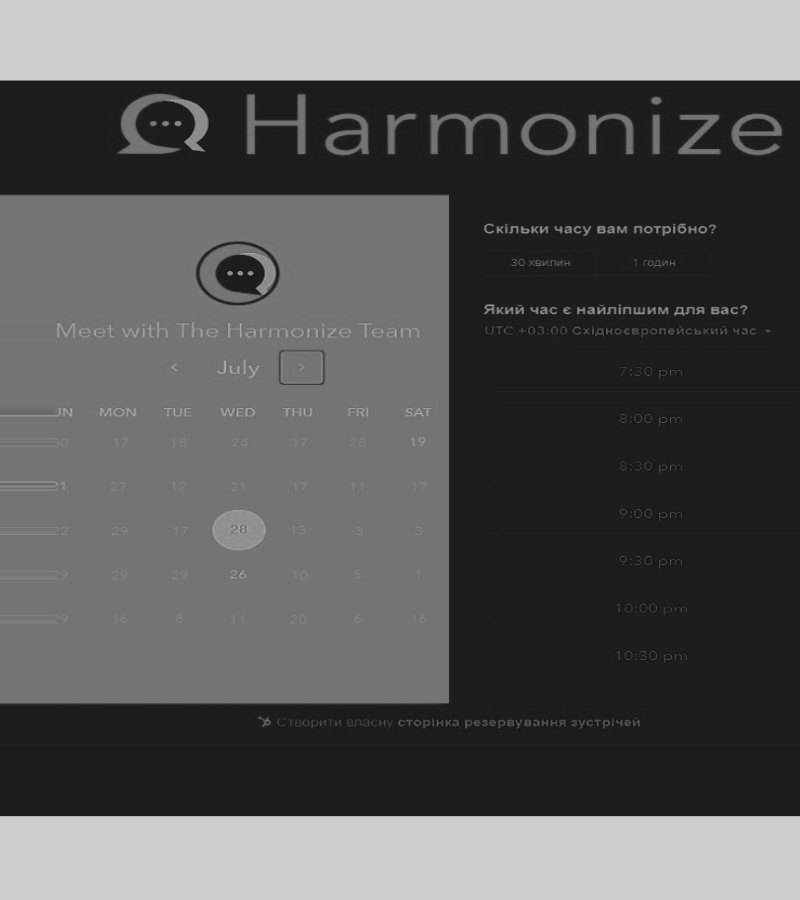 Harmonize
Meet with The Harmonize Team
‹ July ›
UN MON TUE WED THU FRI SAT
0 17 18 24 17 28 19
21 27 12 21 17 11 17
22 29 17 28 13 3 3
29 29 29 26 10 5 1
29 16 8 11 20 6 16
Скільки часу вам потрібно?
30 хвилин 1 годин
Який час є найліпшим для вас?
UTC +03:00 Східноєвропейський час
7:30 pm
8:00 pm
8:30 pm
9:00 pm
9:30 pm
10:00 pm
10:30 pm
Створити власну сторінка резервування зустрічей